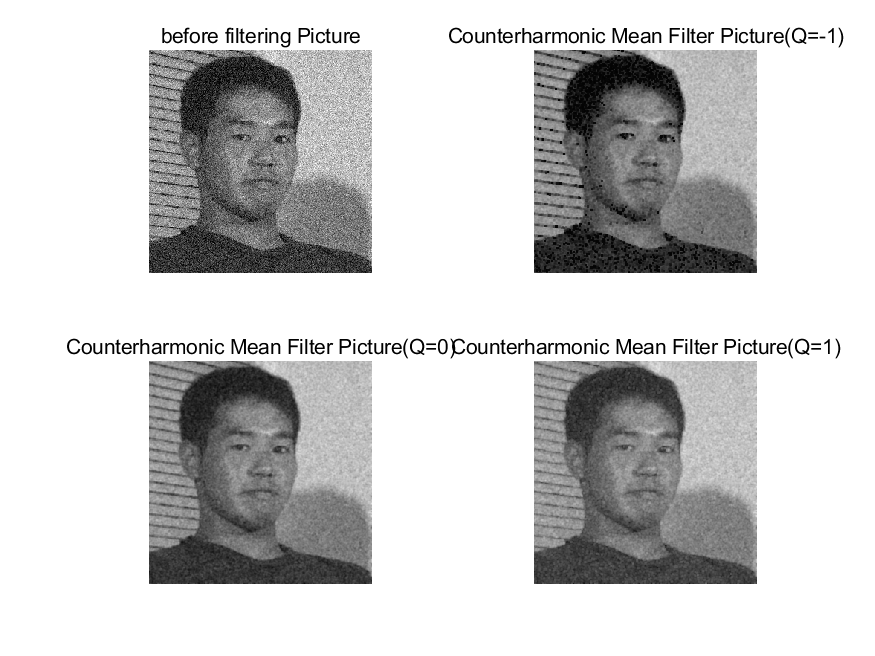 before filtering Picture
Counterharmonic Mean Filter Picture(Q=-1)
Counterharmonic Mean Filter Picture(Q=0)
Counterharmonic Mean Filter Picture(Q=1)